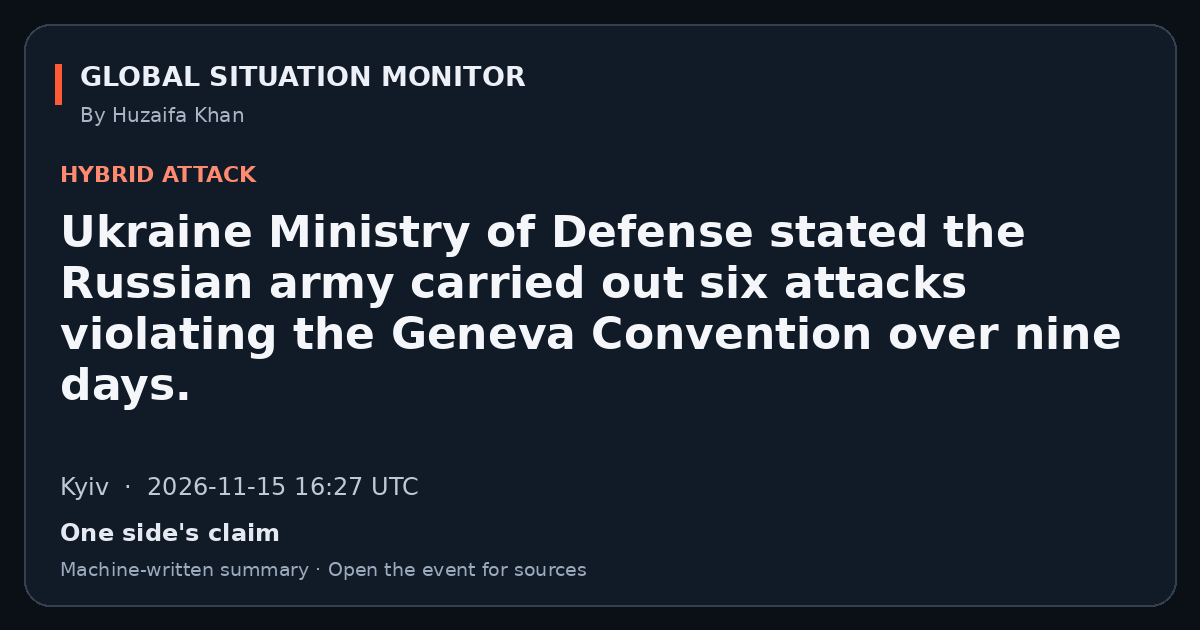 GLOBAL SITUATION MONITOR
By Huzaifa Khan
HYBRID ATTACK
Ukraine Ministry of Defense stated the
Russian army carried out six attacks
violating the Geneva Convention over nine
days.
Kyiv · 2026-11-15 16:27 UTC
One side's claim
Machine-written summary · Open the event for sources